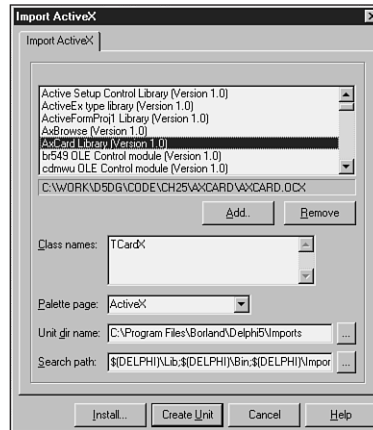 Import ActiveX
Import ActiveX
Active Setup Control Library (Version 1.0)
ActiveEx type library (Version 1.0)
ActiveFormProj1 Library (Version 1.0)
AxBrowse (Version 1.0)
AxCard Library (Version 1.0)
br549 OLE Control module (Version 1.0)
cdmwu OLE Control module (Version 1.0)
C:\WORK\D5DG\CODE\CH25\AXCARD\AXCARD.OCX
Add.. Remove
Class names: TCardX
Palette page: ActiveX
Unit dir name: C:\Program Files\Borland\Delphi5\Imports ...
Search path: $(DELPHI)\Lib;$(DELPHI)\Bin;$(DELPHI)\Impor ...
Install... Create Unit Cancel Help